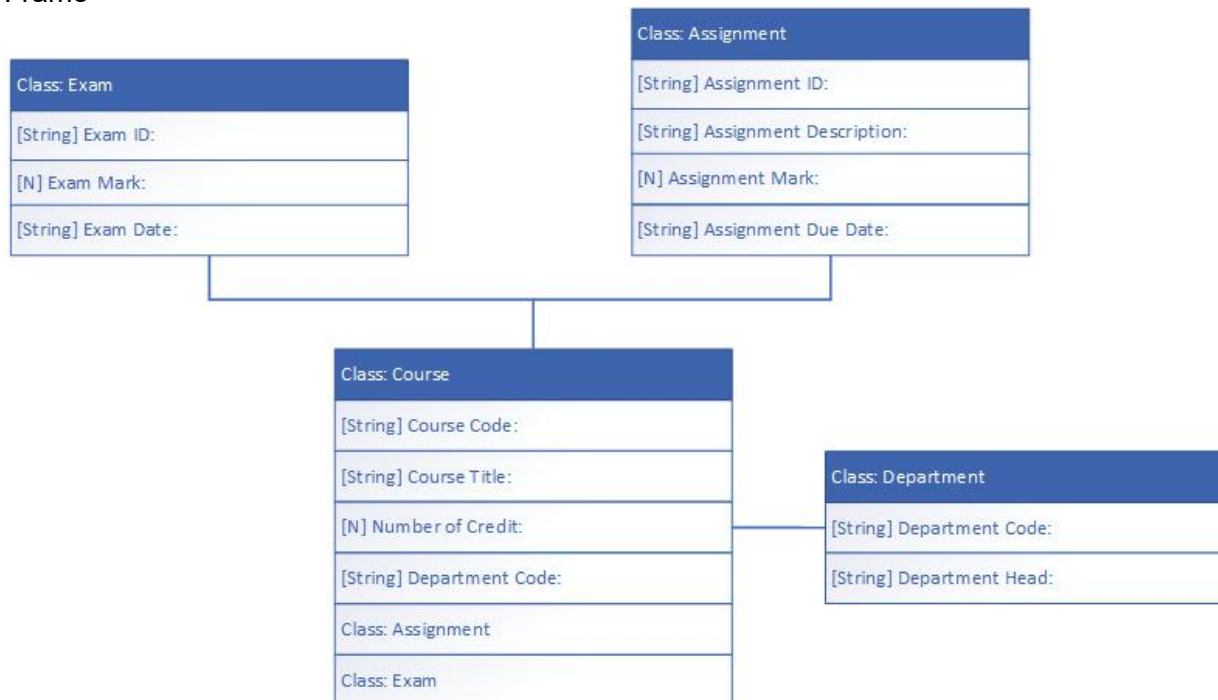 Class: Exam
[String] Exam ID:
[N] Exam Mark:
[String] Exam Date:
Class: Assignment
[String] Assignment ID:
[String] Assignment Description:
[N] Assignment Mark:
[String] Assignment Due Date:
Class: Course
[String] Course Code:
[String] Course Title:
[N] Number of Credit:
[String] Department Code:
Class: Assignment
Class: Exam
Class: Department
[String] Department Code:
[String] Department Head: